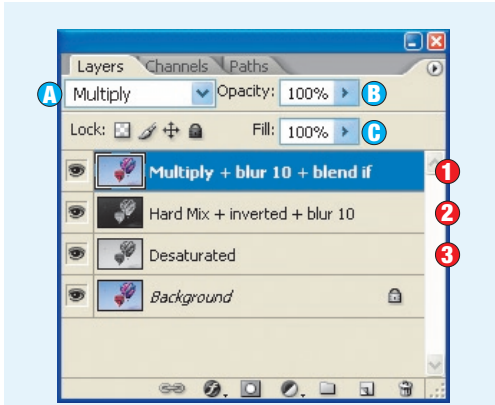 Layers Channels Paths
A Multiply Opacity: 100% B
Lock: Fill: 100% C
Multiply + blur 10 + blend if 1
Hard Mix + inverted + blur 10 2
Desaturated 3
Background